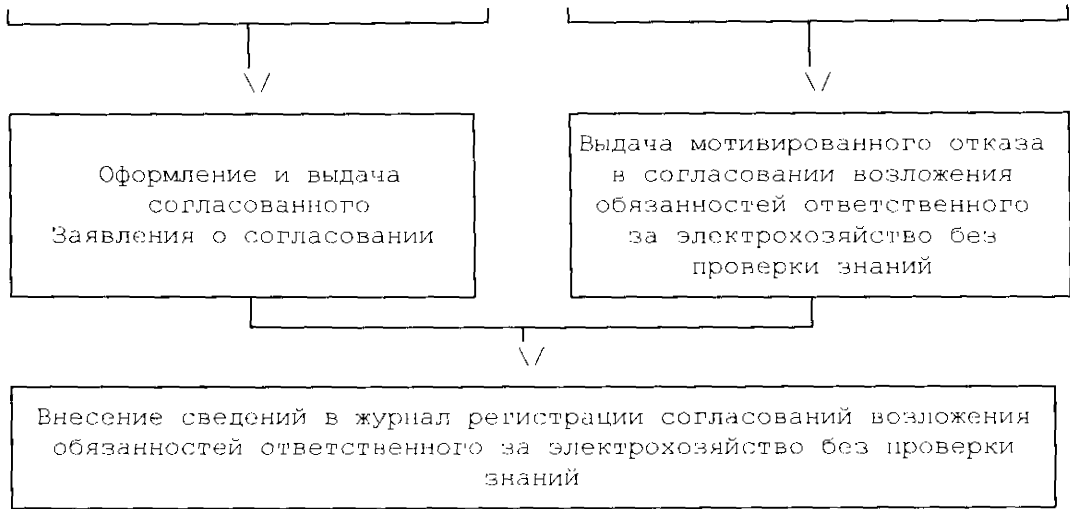 Оформление и выдача
согласованного
Заявления о согласовании
Выдача мотивированного отказа
в согласовании возложения
обязанностей ответственного
за электрохозяйство без
проверки знаний
Внесение сведений в журнал регистрации согласований возложения
обязанностей ответственного за электрохозяйство без проверки
знаний